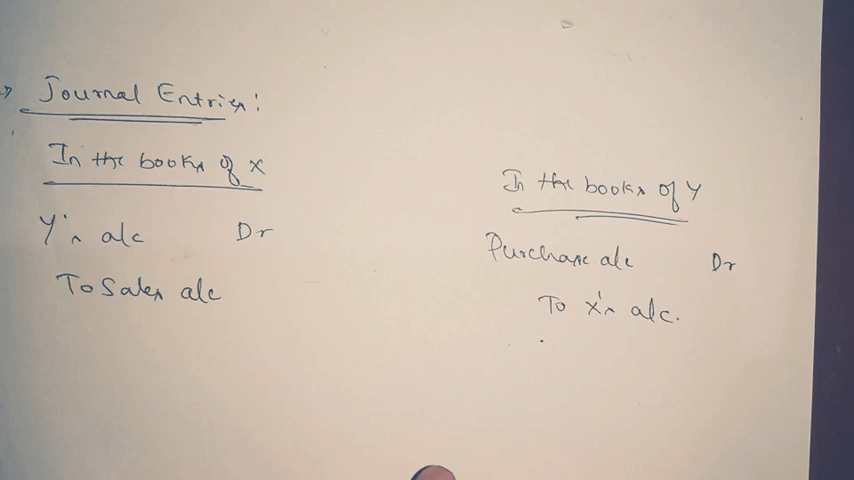 → Journal Entries:
In the books of X
Y's a/c Dr
To Sales a/c
In the books of Y
Purchase a/c Dr
To X's a/c.